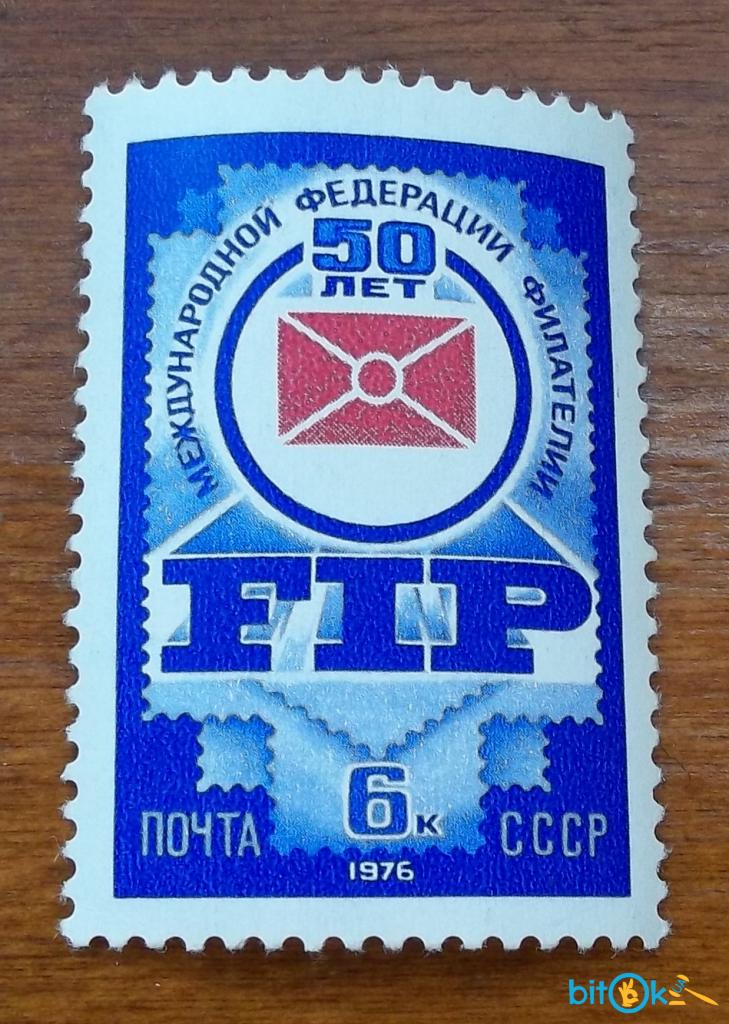 МЕЖДУНАРОДНОЙ ФЕДЕРАЦИИ ФИЛАТЕЛИИ
50
ЛЕТ
FIP
6к
ПОЧТА СССР
1976
bitOk